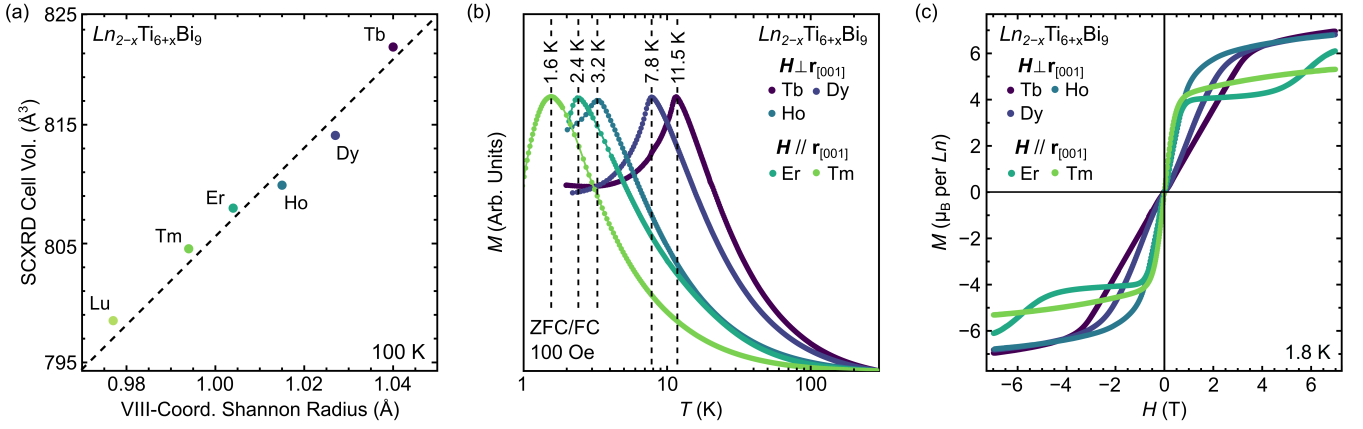 (a)
825
815
805
795
SCXRD Cell Vol. (Å³)
Ln₂₋ₓTi₆₊ₓBi₉
Tb
Dy
Ho
Er
Tm
Lu
100 K
0.98 1.00 1.02 1.04
VIII-Coord. Shannon Radius (Å)
(b)
M (Arb. Units)
1.6 K
2.4 K
3.2 K
7.8 K
11.5 K
Ln₂₋ₓTi₆₊ₓBi₉
H⊥r[001]
Tb Dy
Ho
H // r[001]
Er Tm
ZFC/FC
100 Oe
1 10 100
T (K)
(c)
M (μB per Ln)
6
4
2
0
−2
−4
−6
Ln₂₋ₓTi₆₊ₓBi₉
H⊥r[001]
Tb Ho
Dy
H // r[001]
Er Tm
1.8 K
−6 −4 −2 0 2 4 6
H (T)